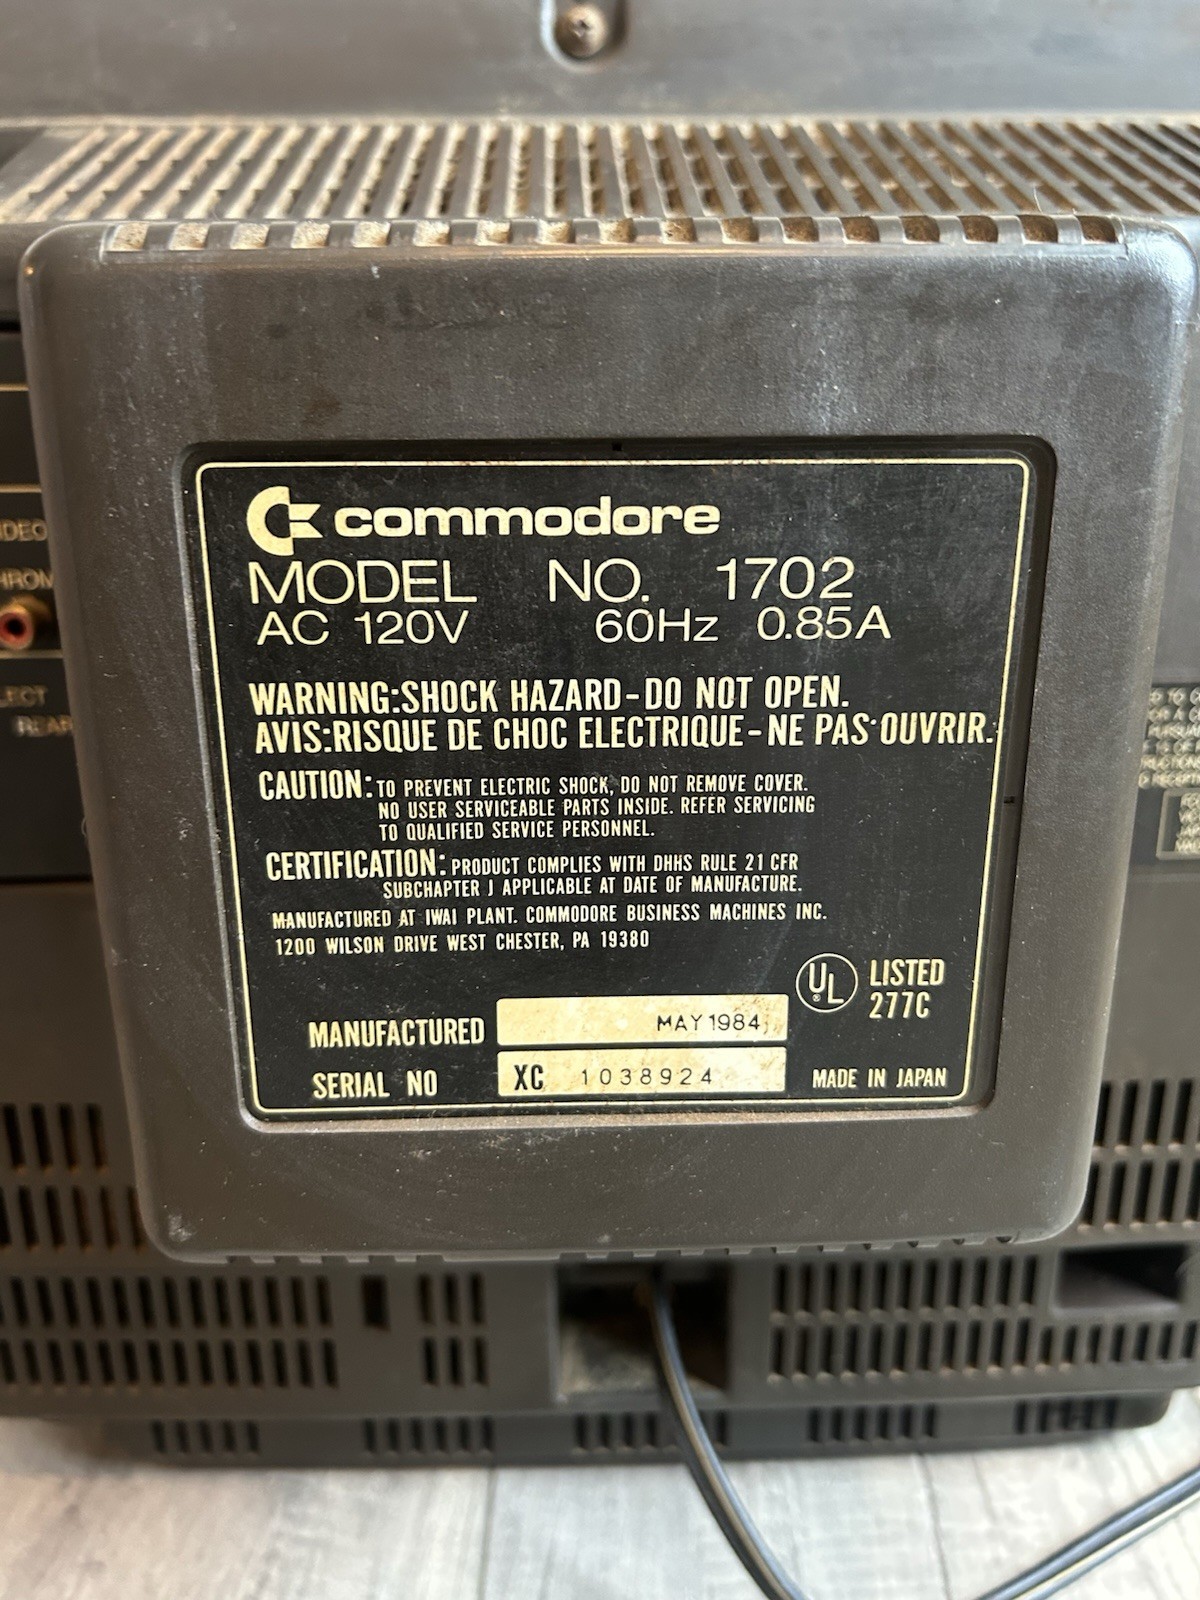 commodore
MODEL NO. 1702
AC 120V 60Hz 0.85A
WARNING:SHOCK HAZARD-DO NOT OPEN.
AVIS:RISQUE DE CHOC ELECTRIQUE-NE PAS OUVRIR.
CAUTION: TO PREVENT ELECTRIC SHOCK, DO NOT REMOVE COVER.
NO USER SERVICEABLE PARTS INSIDE. REFER SERVICING
TO QUALIFIED SERVICE PERSONNEL.
CERTIFICATION: PRODUCT COMPLIES WITH DHHS RULE 21 CFR
SUBCHAPTER J APPLICABLE AT DATE OF MANUFACTURE.
MANUFACTURED AT IWAI PLANT. COMMODORE BUSINESS MACHINES INC.
1200 WILSON DRIVE WEST CHESTER, PA 19380
UL® LISTED
277C
MANUFACTURED MAY 1984
SERIAL NO XC 1038924 MADE IN JAPAN
REAR